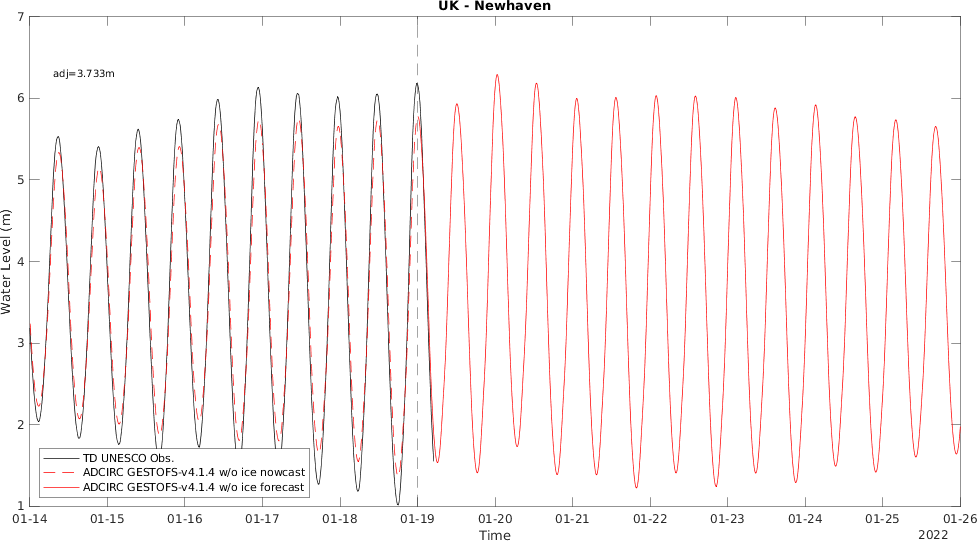 UK - Newhaven
7
adj=3.733m
6
5
4
3
2
1
Water Level (m)
TD UNESCO Obs.
ADCIRC GESTOFS-v4.1.4 w/o ice nowcast
ADCIRC GESTOFS-v4.1.4 w/o ice forecast
01-14 01-15 01-16 01-17 01-18 01-19 01-20 01-21 01-22 01-23 01-24 01-25 01-26
Time
2022